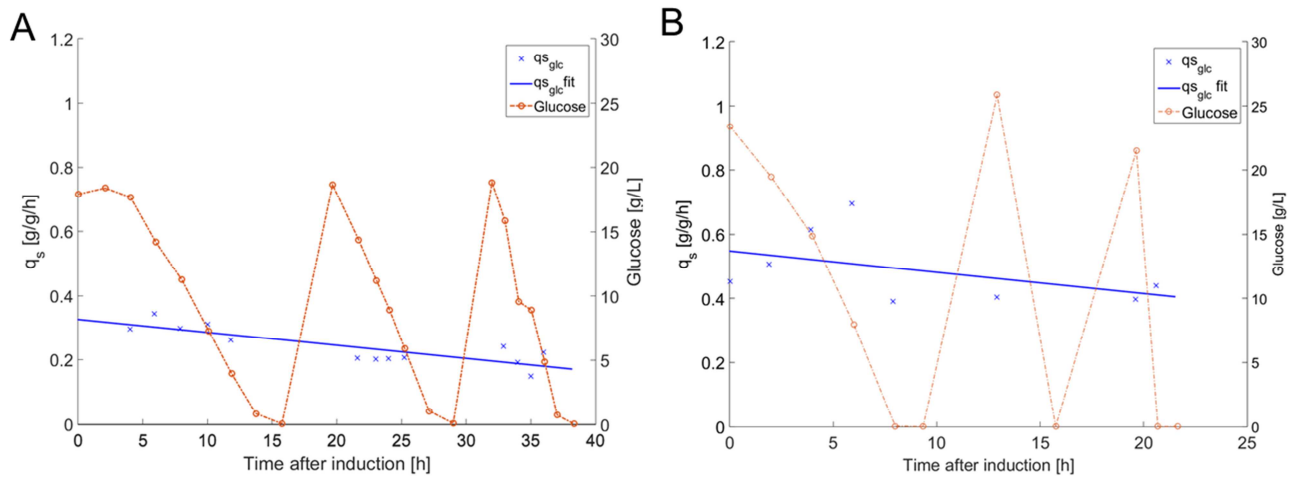 A
1.2
1
0.8
0.6
0.4
0.2
0
30
25
20
15
10
5
0
0 5 10 15 20 25 30 35 40
q_s [g/g/h]
Glucose [g/L]
Time after induction [h]
qs_glc
qs_glc fit
Glucose
B
1.2
1
0.8
0.6
0.4
0.2
0
30
25
20
15
10
5
0
0 5 10 15 20 25
q_s [g/g/h]
Glucose [g/L]
Time after induction [h]
qs_glc
qs_glc fit
Glucose